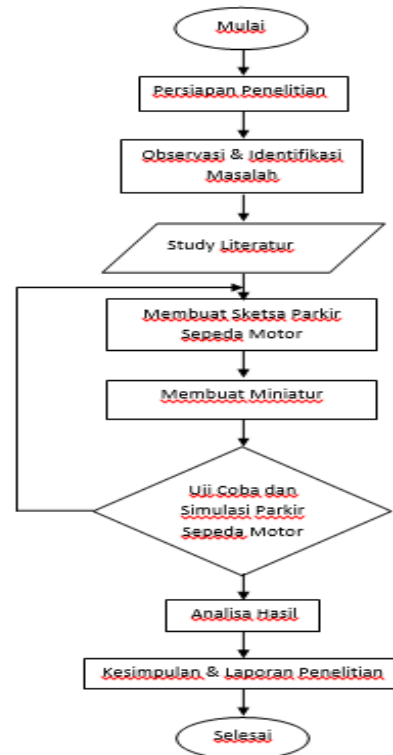 Mulai
Persiapan Penelitian
Observasi & Identifikasi
Masalah
Study Literatur
Membuat Sketsa Parkir
Sepeda Motor
Membuat Miniatur
Uji Coba dan
Simulasi Parkir
Sepeda Motor
Analisa Hasil
Kesimpulan & Laporan Penelitian
Selesai